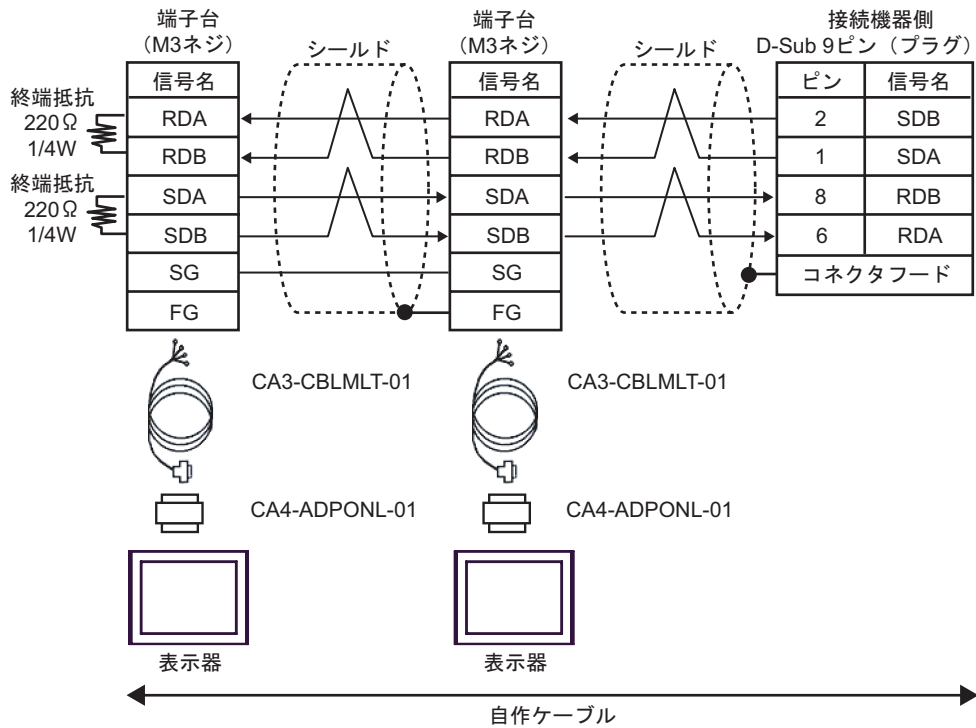 端子台
（M3ネジ）
シールド
端子台
（M3ネジ）
シールド
接続機器側
D-Sub 9ピン（プラグ）
終端抵抗
220Ω
1/4W
終端抵抗
220Ω
1/4W
信号名
RDA
RDB
SDA
SDB
SG
FG
信号名
RDA
RDB
SDA
SDB
SG
FG
ピン 信号名
2 SDB
1 SDA
8 RDB
6 RDA
コネクタフード
CA3-CBLMLT-01
CA3-CBLMLT-01
CA4-ADPONL-01
CA4-ADPONL-01
表示器
表示器
自作ケーブル